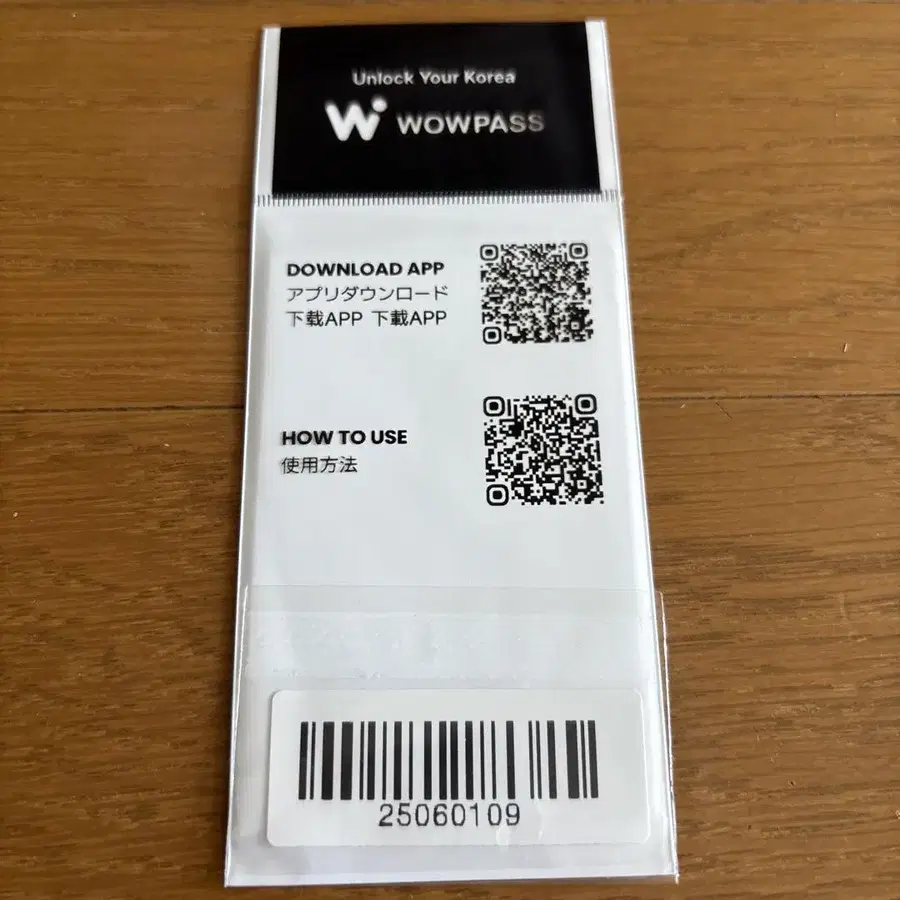 Unlock Your Korea
WOWPASS
DOWNLOAD APP
アプリダウンロード
下载APP 下載APP
HOW TO USE
使用方法
25060109